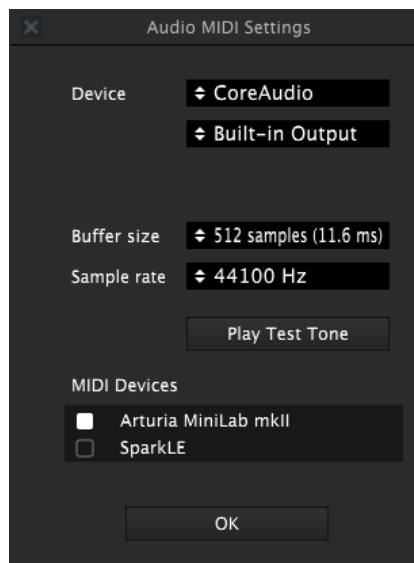 Audio MIDI Settings
Device CoreAudio
Built-in Output
Buffer size 512 samples (11.6 ms)
Sample rate 44100 Hz
Play Test Tone
MIDI Devices
Arturia MiniLab mkII
SparkLE
OK